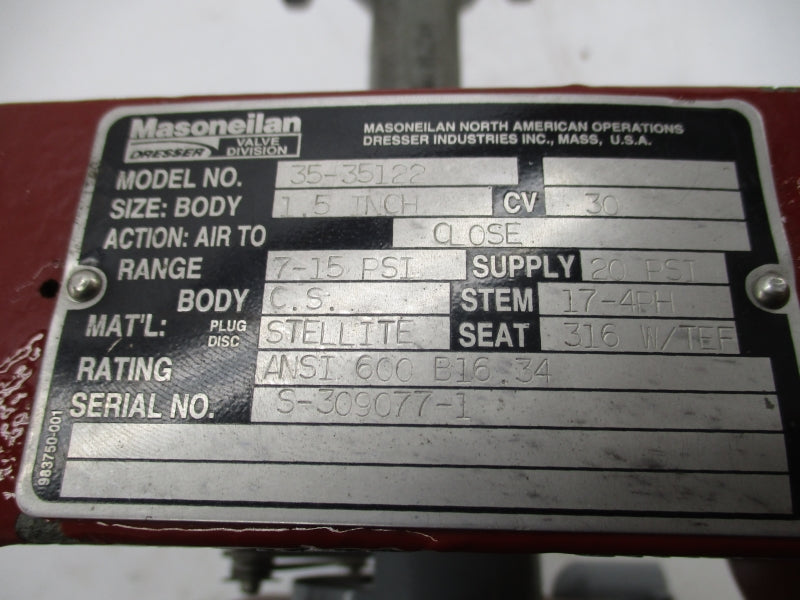 Masoneilan
DRESSER VALVE DIVISION
MASONEILAN NORTH AMERICAN OPERATIONS
DRESSER INDUSTRIES INC., MASS, U.S.A.
MODEL NO. 35-35122
SIZE: BODY 1.5 INCH CV 30
ACTION: AIR TO CLOSE
RANGE 7-15 PSI SUPPLY 20 PSI
BODY C.S. STEM 17-4PH
MAT'L: PLUG DISC STELLITE SEAT 316 W/TEF
RATING ANSI 600 B16.34
SERIAL NO. S-309077-1
983750-001